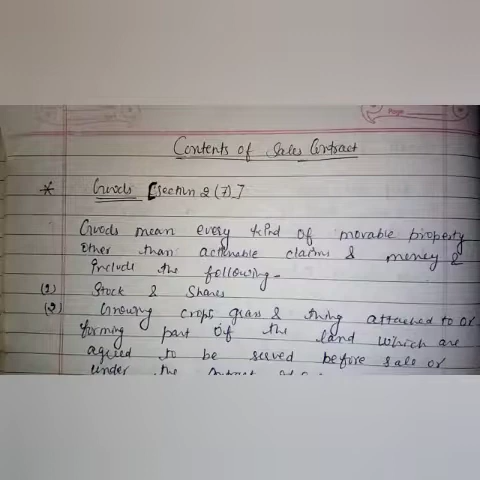 Page
Contents of Sales Contract
* Goods [Section 2 (7)]
Goods mean every kind of movable property
other than actionable claims & money &
include the following -
(1) Stock & Shares
(2) Growing crops grass & thing attached to or
forming part of the land which are
agreed to be served before sale or
under the